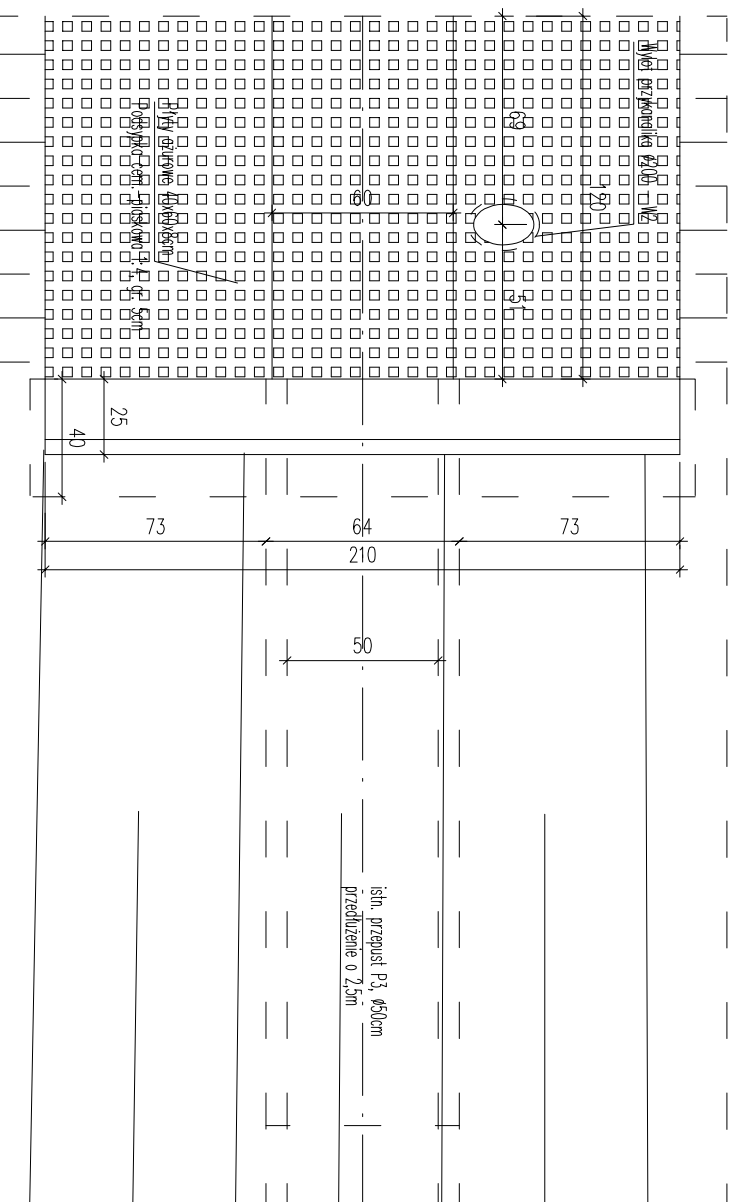 Wylot przykanalika ø200 - W2
69
120
60
51
Płyty ażurowe 40x60x8cm
Podsypka cem.-piaskowa 1:4, gr. 5cm
25
40
73
64
73
210
50
istn. przepust P3, ø50cm
przedłużenie o 2,5m